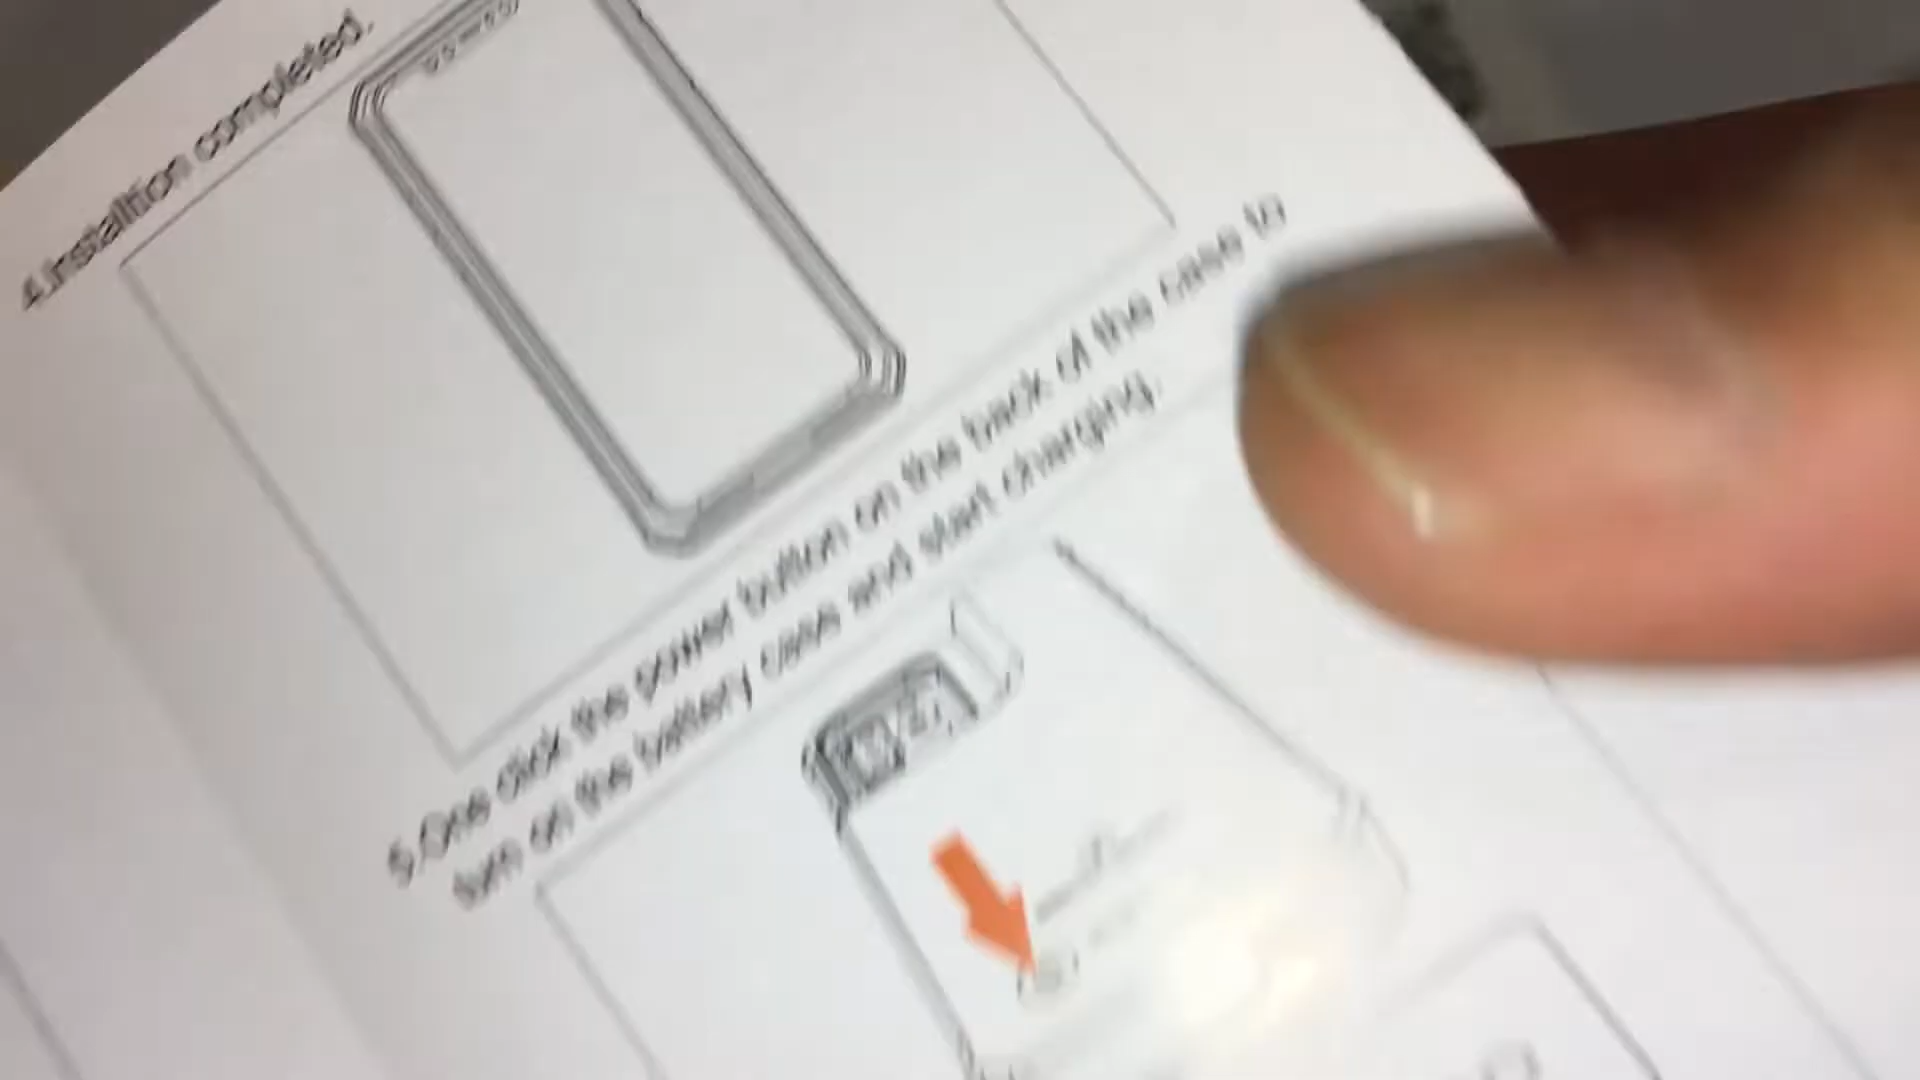 4.Installtion completed.
5.One click the power button on the back of the case to
turn on the battery case and start charging.